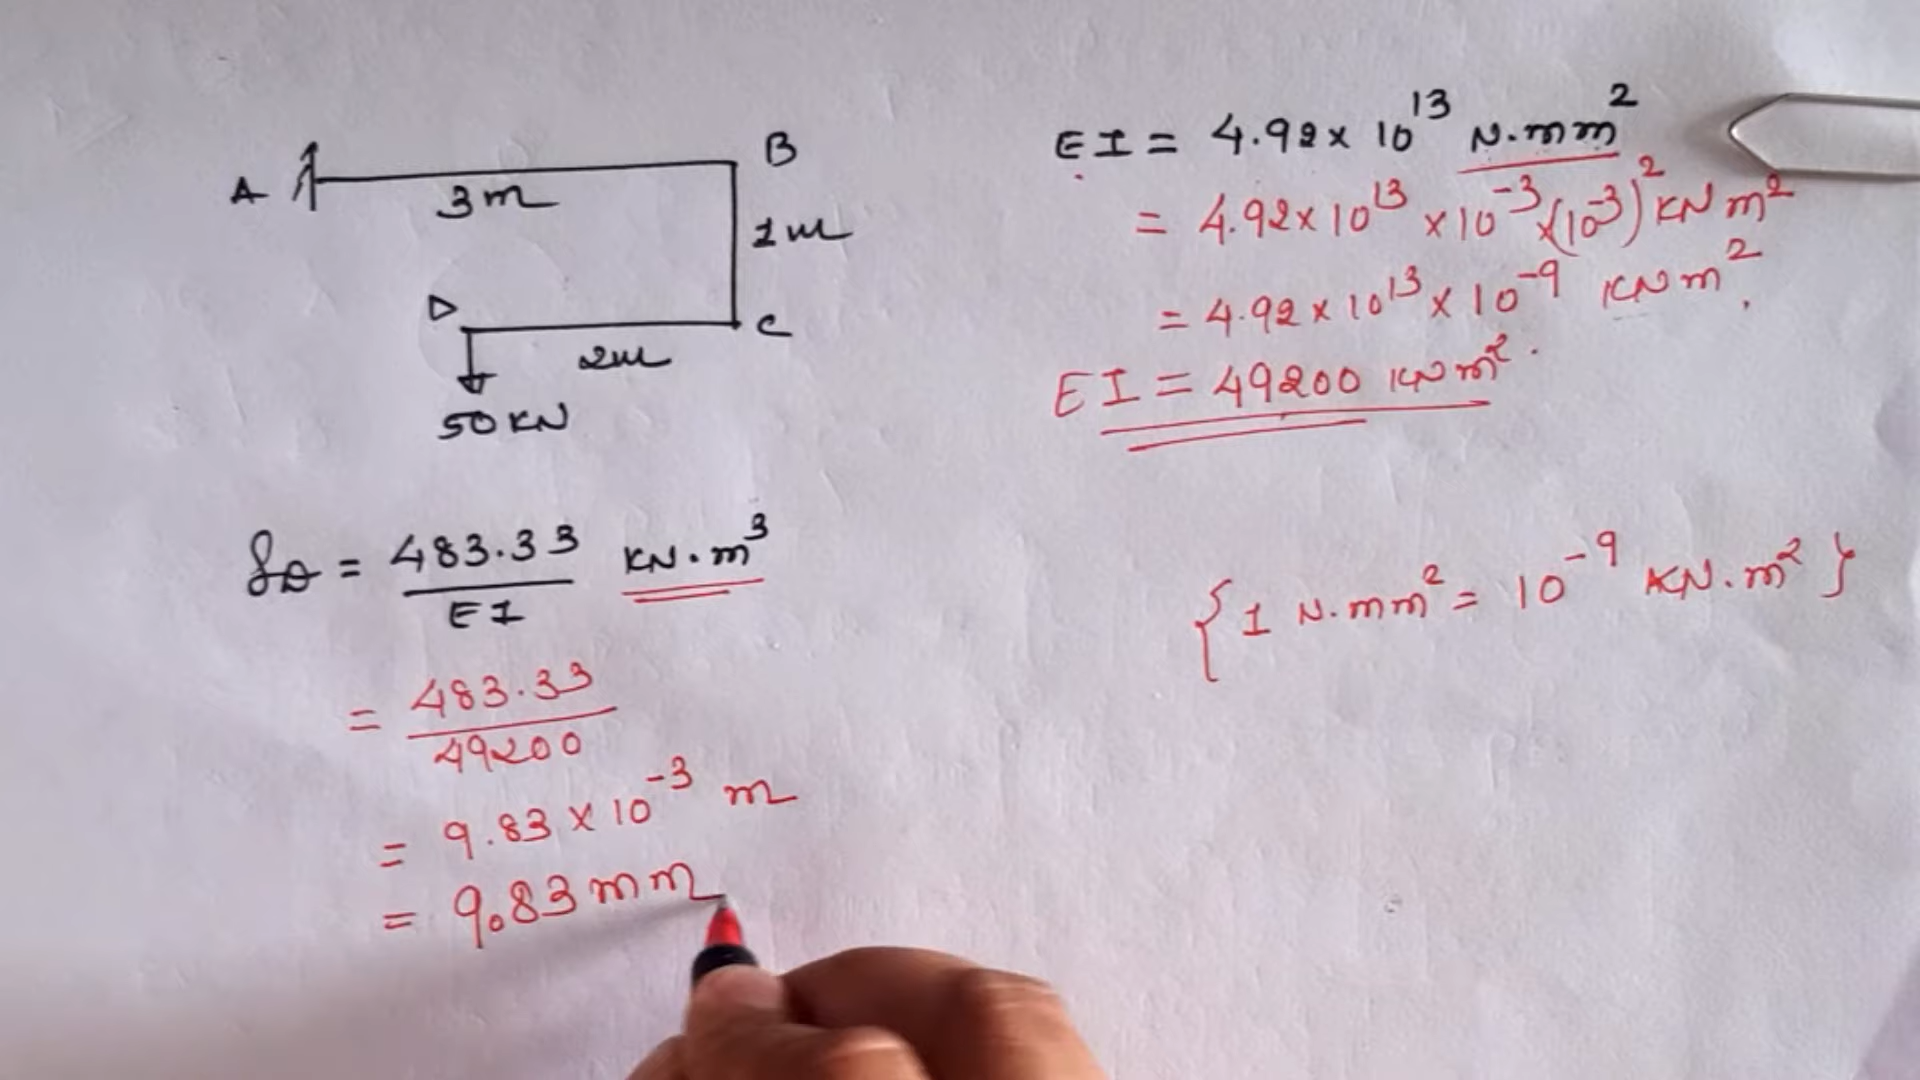 A
B
3m
1m
D
C
2m
50 KN
EI = 4.92 × 10¹³ N.mm²
= 4.92 × 10¹³ × 10⁻³ × (10⁻³)² KN m²
= 4.92 × 10¹³ × 10⁻⁹ KN m².
EI = 49200 KN m².
δD = 483.33 / EI KN.m³
= 483.33 / 49200
= 9.83 × 10⁻³ m
= 9.83 mm
{1 N.mm² = 10⁻⁹ KN.m²}